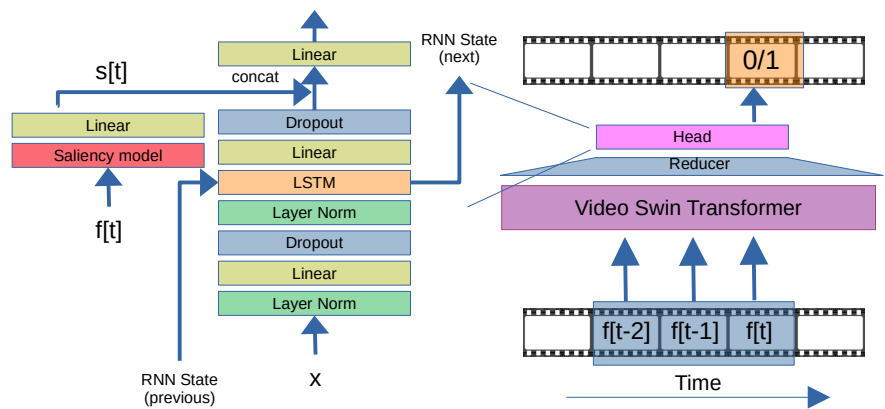 Linear
concat
s[t]
Linear
Saliency model
f[t]
Dropout
Linear
LSTM
Layer Norm
Dropout
Linear
Layer Norm
x
RNN State
(previous)
RNN State
(next)
0/1
Head
Reducer
Video Swin Transformer
f[t-2]
f[t-1]
f[t]
Time